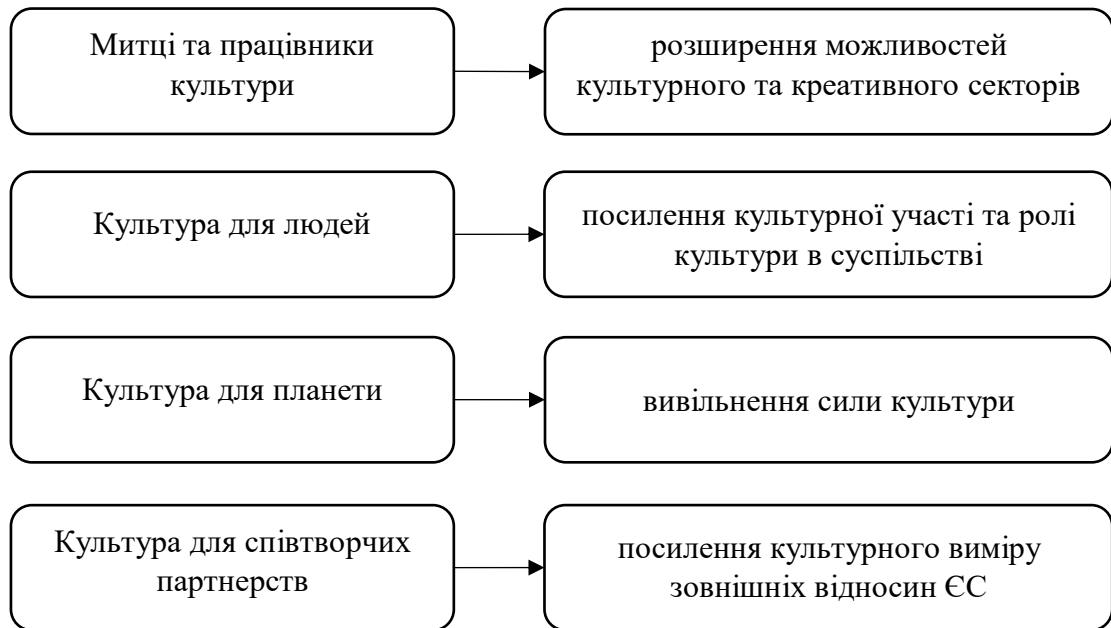 Митці та працівники
культури
розширення можливостей
культурного та креативного секторів
Культура для людей
посилення культурної участі та ролі
культури в суспільстві
Культура для планети
вивільнення сили культури
Культура для співтворчих
партнерств
посилення культурного виміру
зовнішніх відносин ЄС